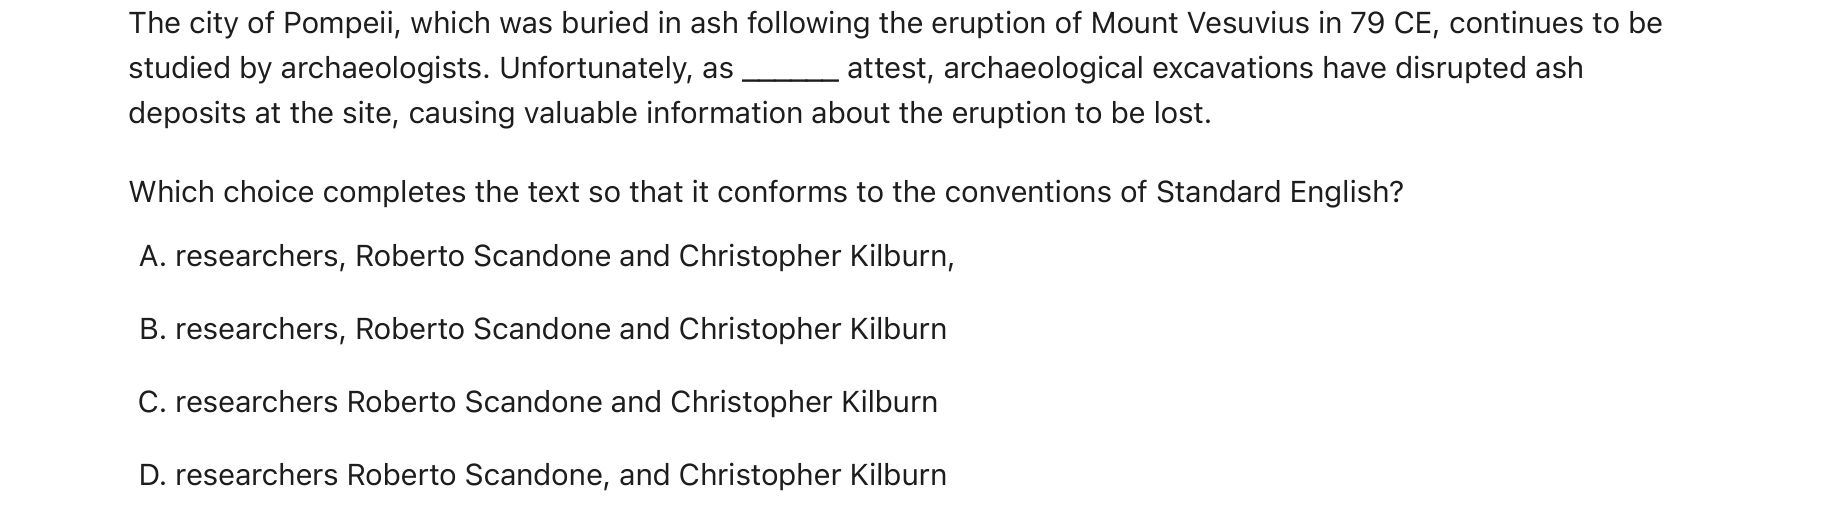 The city of Pompeii, which was buried in ash following the eruption of Mount Vesuvius in 79 CE, continues to be
studied by archaeologists. Unfortunately, as ______ attest, archaeological excavations have disrupted ash
deposits at the site, causing valuable information about the eruption to be lost.
Which choice completes the text so that it conforms to the conventions of Standard English?
A. researchers, Roberto Scandone and Christopher Kilburn,
B. researchers, Roberto Scandone and Christopher Kilburn
C. researchers Roberto Scandone and Christopher Kilburn
D. researchers Roberto Scandone, and Christopher Kilburn